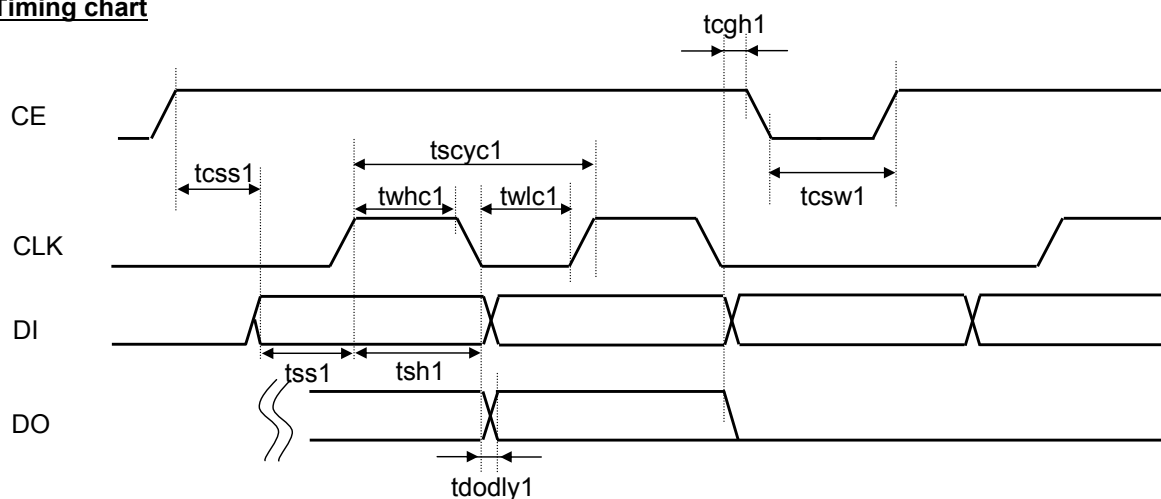 Timing chart
tcgh1
CE
tscyc1
tcss1
twhc1
twlc1
tcsw1
CLK
DI
tss1
tsh1
DO
tdodly1